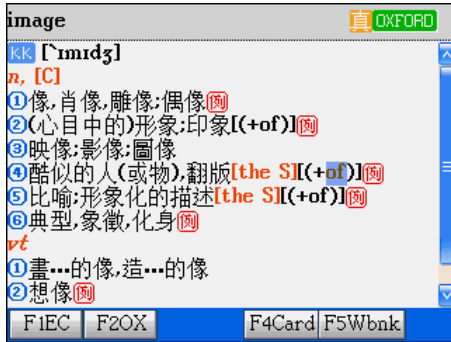 image 真 OXFORD
KK [`ɪmɪdʒ]
n, [C]
①像,肖像,雕像;偶像例
②(心目中的)形象;印象[(+of)]例
③映像;影像;圖像
④酷似的人(或物),翻版[the S][(+of)]例
⑤比喻;形象化的描述[the S][(+of)]例
⑥典型,象徵,化身例
vt
①畫…的像,造…的像
②想像例
F1EC F2OX F4Card F5Wbnk